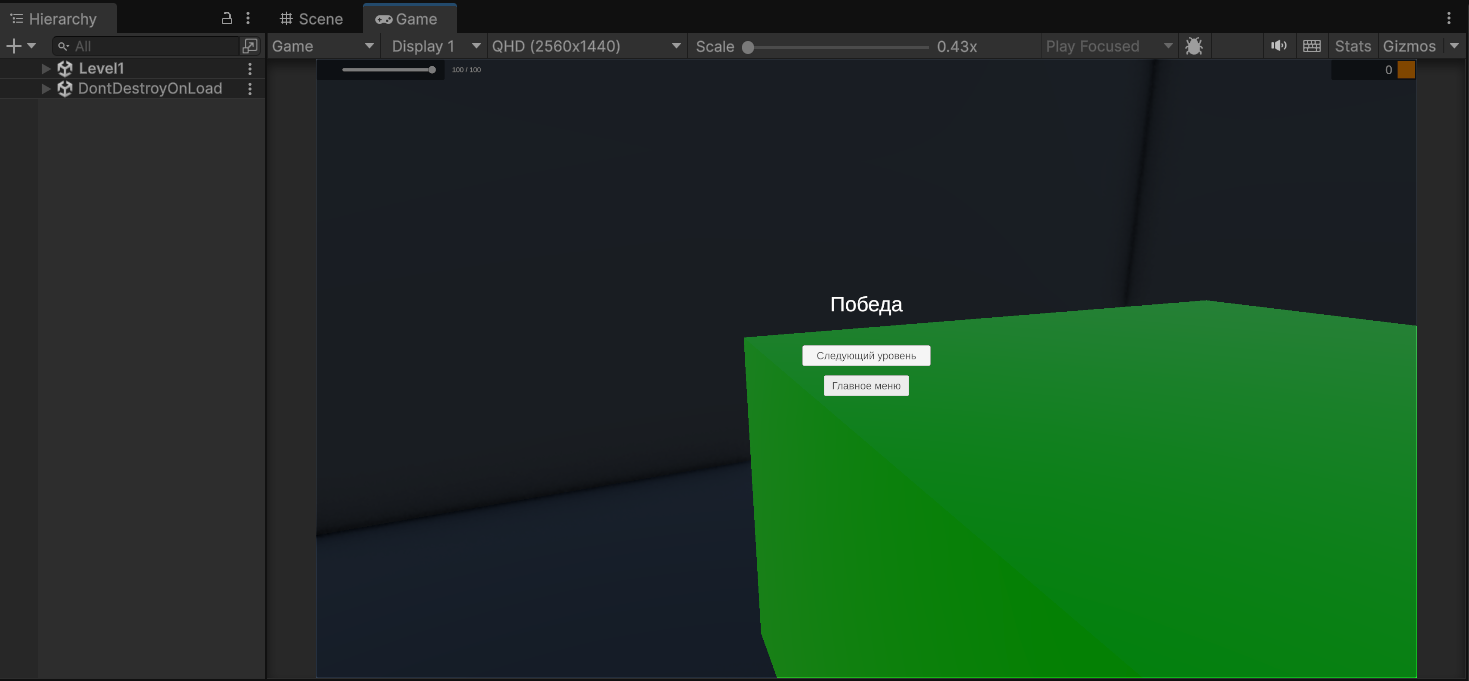 Hierarchy
Scene
Game
All
Game
Display 1
QHD (2560x1440)
Scale
0.43x
Play Focused
Stats
Gizmos
Level1
DontDestroyOnLoad
100 / 100
0
Победа
Следующий уровень
Главное меню